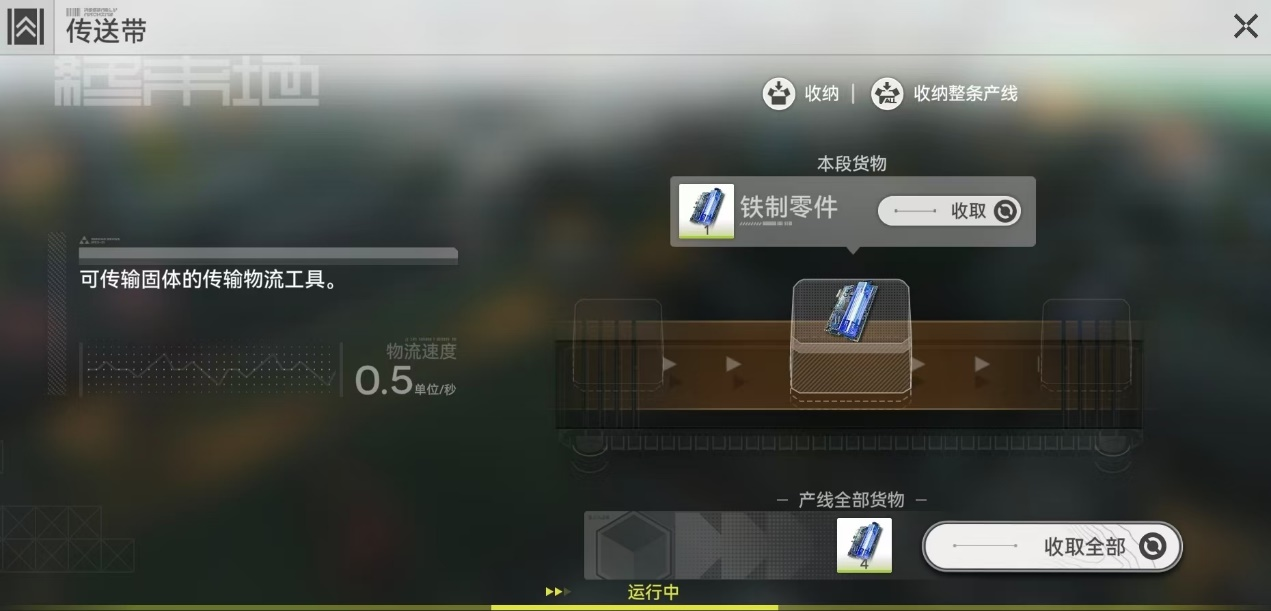 传送带
收纳
收纳整条产线
本段货物
铁制零件
1
收取
可传输固体的传输物流工具。
物流速度
0.5单位/秒
产线全部货物
4
收取全部
运行中